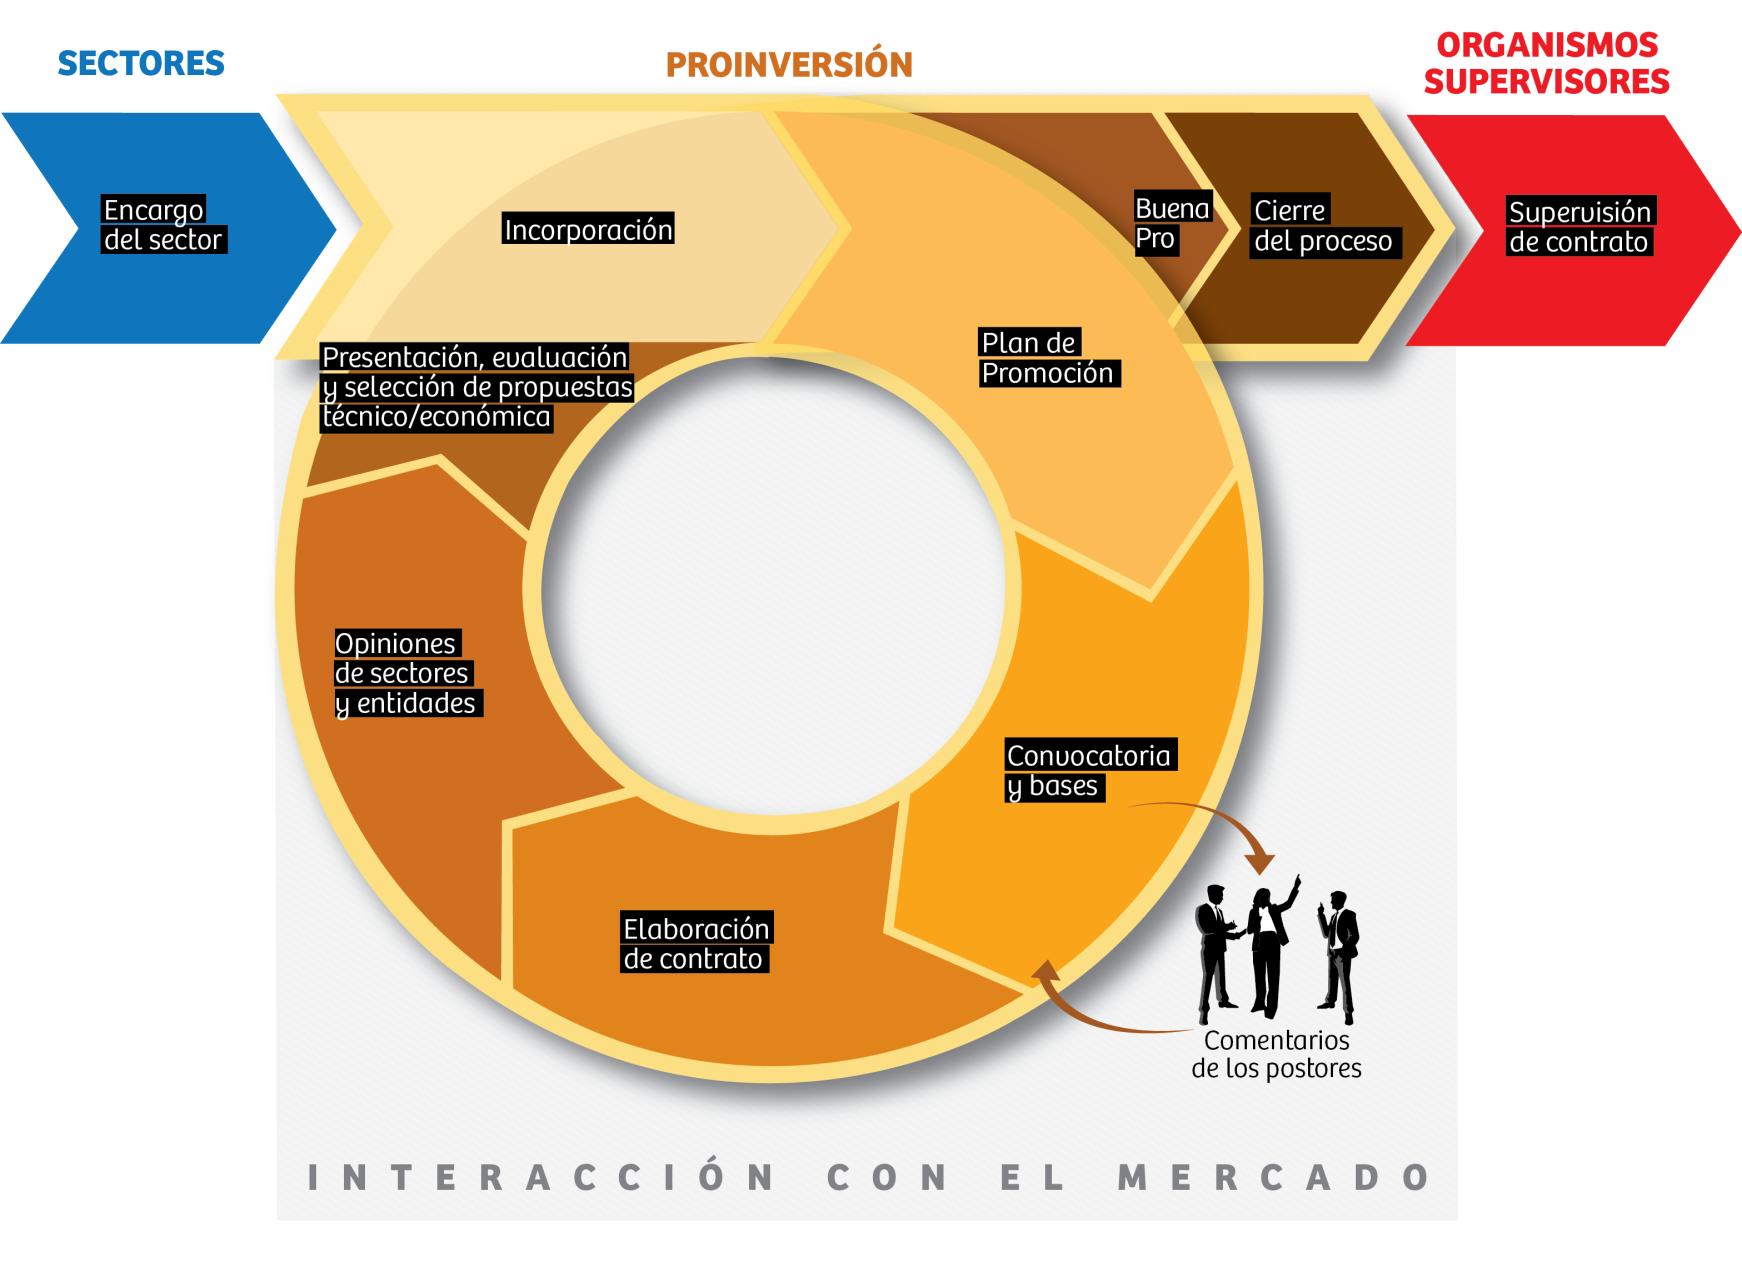 SECTORES
PROINVERSIÓN
ORGANISMOS
SUPERVISORES
Encargo
del sector
Incorporación
Buena
Pro
Cierre
del proceso
Supervisión
de contrato
Presentación, evaluación
y selección de propuestas
técnico/económica
Plan de
Promoción
Opiniones
de sectores
y entidades
Convocatoria
y bases
Elaboración
de contrato
Comentarios
de los postores
INTERACCIÓN CON EL MERCADO